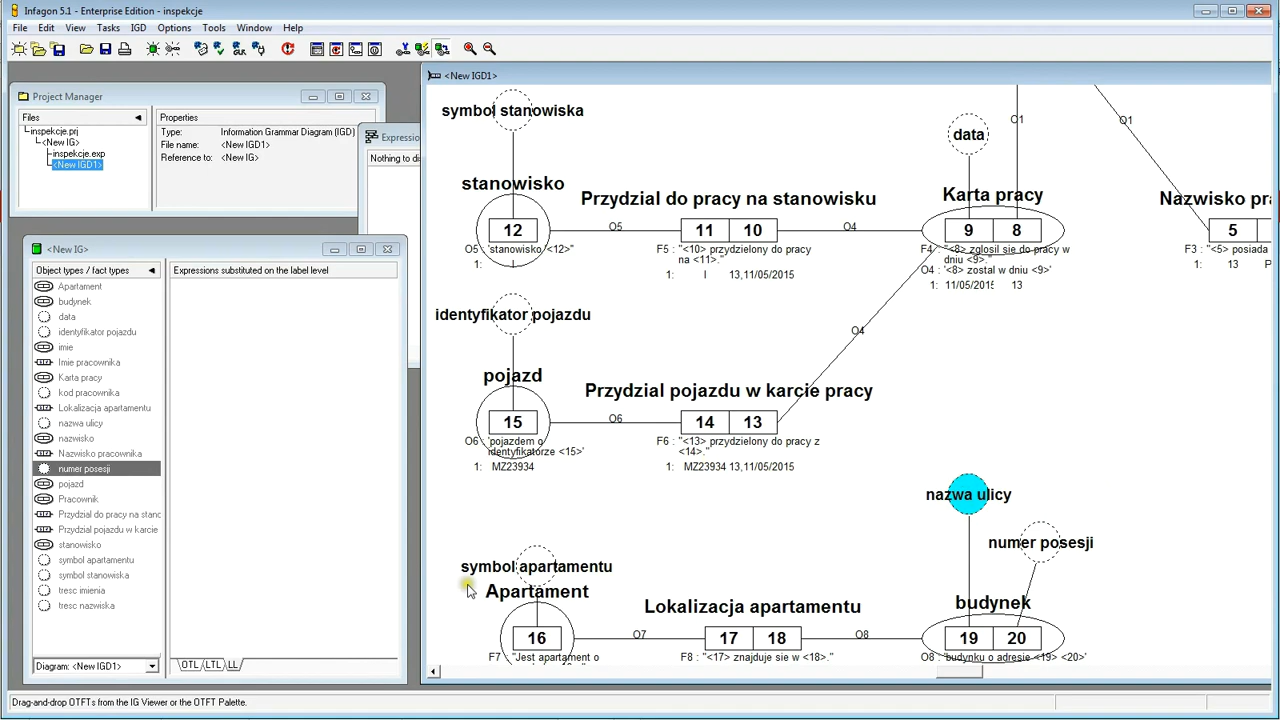 Infagon 5.1 - Enterprise Edition - inspekcje
File Edit View Tasks IGD Options Tools Window Help
Project Manager
Files
inspekcje.prj
<New IG>
inspekcje.exp
<New IGD1>
Properties
Type: Information Grammar Diagram (IGD)
File name: <New IGD1>
Reference to: <New IG>
Expressio
Nothing to di
<New IG>
Object types / fact types
Apartament
budynek
data
identyfikator pojazdu
imie
Imie pracownika
Karta pracy
kod pracownika
Lokalizacja apartamentu
nazwa ulicy
nazwisko
Nazwisko pracownika
numer posesji
pojazd
Pracownik
Przydzial do pracy na stanc
Przydzial pojazdu w karcie
stanowisko
symbol apartamentu
symbol stanowiska
tresc imienia
tresc nazwiska
Diagram: <New IGD1>
Expressions substituted on the label level
OTL LTL LL
<New IGD1>
symbol stanowiska
data
O1
O1
stanowisko
Przydzial do pracy na stanowisku
Karta pracy
Nazwisko pra
12
O5
11 10
O4
9 8
5
O5 : 'stanowisko <12>'
1: I
F5 : "<10> przydzielony do pracy
na <11>."
1: I 13,11/05/2015
F4 : "<8> zglosil sie do pracy w
dniu <9>."
O4 : '<8> zostal w dniu <9>'
1: 11/05/2015 13
F3 : "<5> posiada
1: 13 P
identyfikator pojazdu
O4
pojazd
Przydzial pojazdu w karcie pracy
15
O6
14 13
O6 : 'pojazdem o
identyfikatorze <15>'
1: MZ23934
F6 : "<13> przydzielony do pracy z
<14>."
1: MZ23934 13,11/05/2015
nazwa ulicy
numer posesji
symbol apartamentu
Apartament
Lokalizacja apartamentu
budynek
16
O7
17 18
O8
19 20
F7 "Jest apartament o
F8 : "<17> znajduje sie w <18>."
O8 : 'budynku o adresie <19> <20>'
Drag-and-drop OTFTs from the IG Viewer or the OTFT Palette.